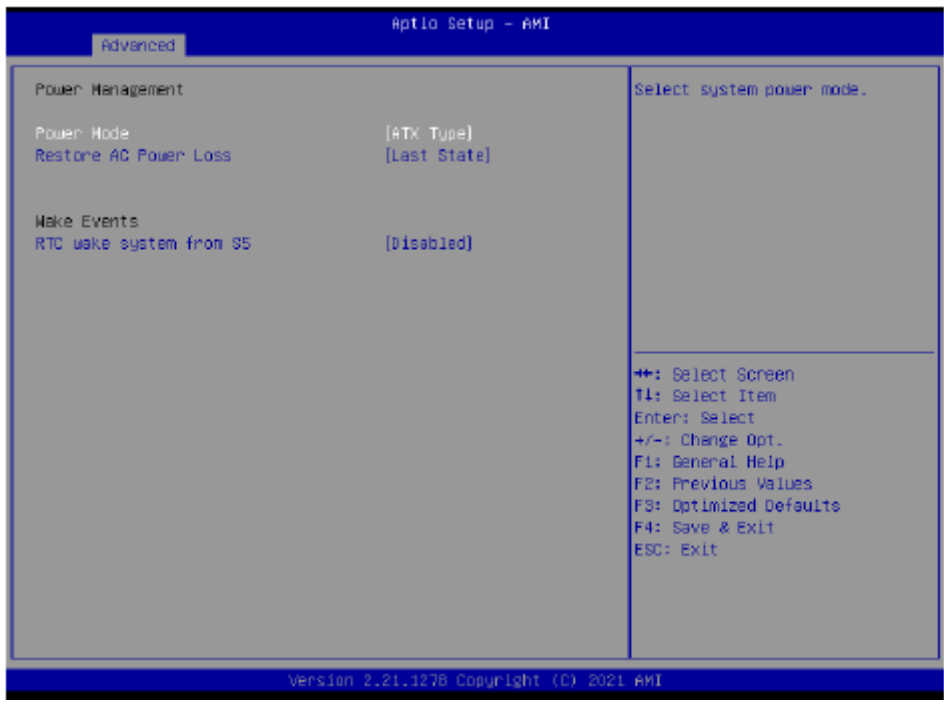 Aptio Setup - AMI
Advanced
Power Management
Power Mode [ATX Type]
Restore AC Power Loss [Last State]
Wake Events
RTC wake system from S5 [Disabled]
Select system power mode.
→←: Select Screen
↑↓: Select Item
Enter: Select
+/-: Change Opt.
F1: General Help
F2: Previous Values
F3: Optimized Defaults
F4: Save & Exit
ESC: Exit
Version 2.21.1278 Copyright (C) 2021 AMI